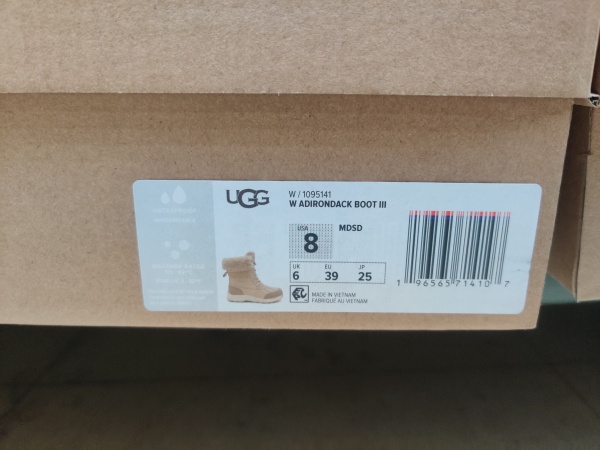 UGG
W / 1095141
W ADIRONDACK BOOT III
USA
8
MDSD
UK EU JP
6 39 25
MADE IN VIETNAM
FABRIQUÉ AU VIETNAM
1 96565 71410 7
WATERPROOF